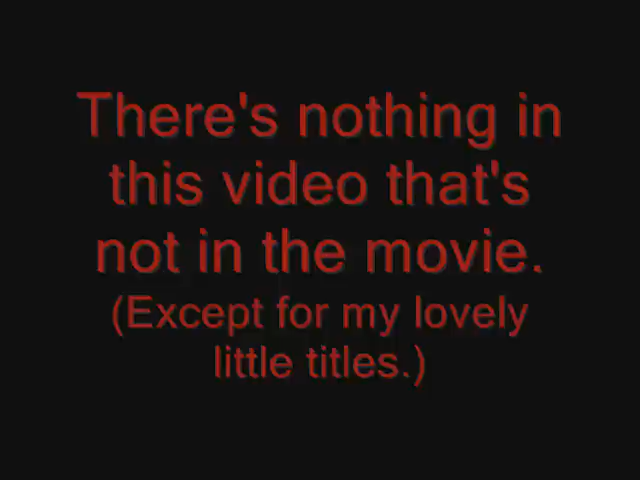 There's nothing in
this video that's
not in the movie.
(Except for my lovely
little titles.)